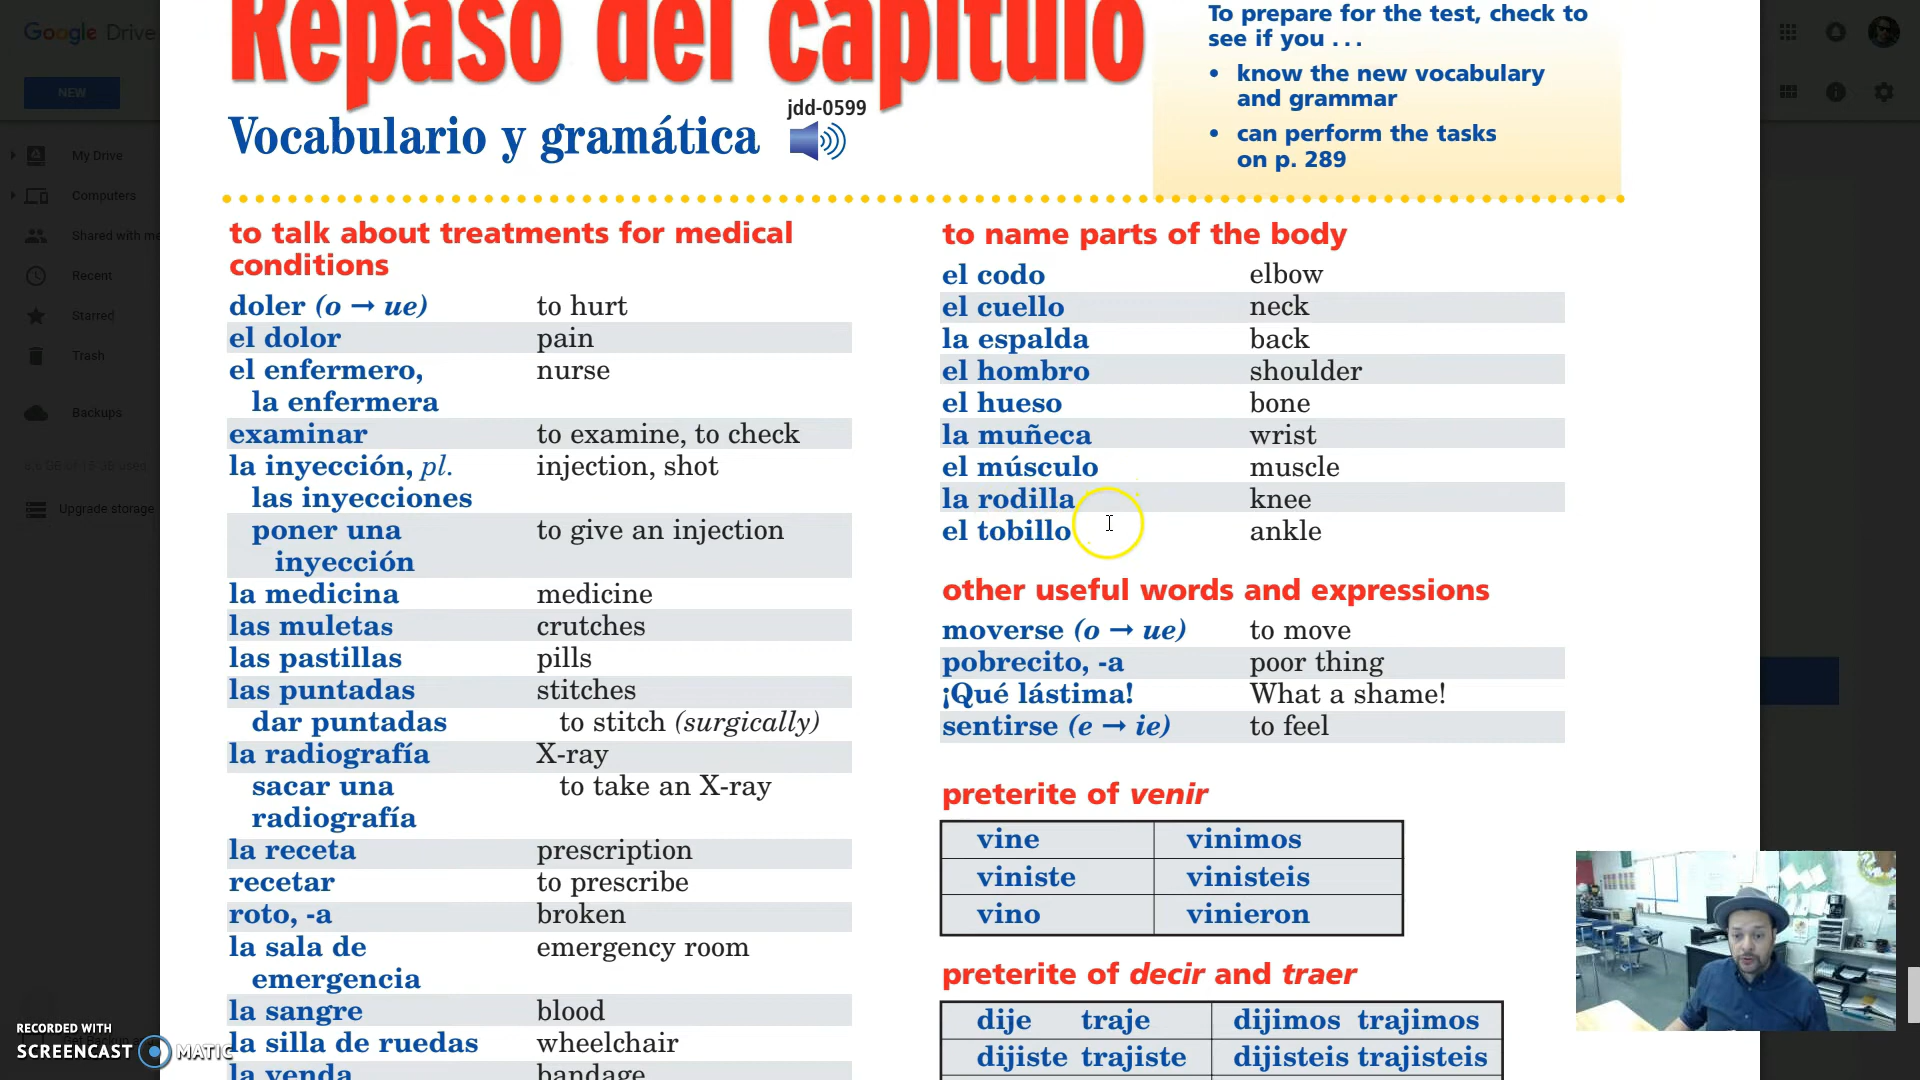 Google Drive
NEW
My Drive
Computers
Shared with me
Recent
Starred
Trash
Backups
Upgrade storage
Repaso del capítulo
Vocabulario y gramática
jdd-0599
To prepare for the test, check to
see if you . . .
• know the new vocabulary
and grammar
• can perform the tasks
on p. 289
to talk about treatments for medical
conditions
doler (o → ue) to hurt
el dolor pain
el enfermero, nurse
la enfermera
examinar to examine, to check
la inyección, pl. injection, shot
las inyecciones
poner una to give an injection
inyección
la medicina medicine
las muletas crutches
las pastillas pills
las puntadas stitches
dar puntadas to stitch (surgically)
la radiografía X-ray
sacar una to take an X-ray
radiografía
la receta prescription
recetar to prescribe
roto, -a broken
la sala de emergency room
emergencia
la sangre blood
la silla de ruedas wheelchair
la venda bandage
to name parts of the body
el codo elbow
el cuello neck
la espalda back
el hombro shoulder
el hueso bone
la muñeca wrist
el músculo muscle
la rodilla knee
el tobillo ankle
other useful words and expressions
moverse (o → ue) to move
pobrecito, -a poor thing
¡Qué lástima! What a shame!
sentirse (e → ie) to feel
preterite of venir
vine vinimos
viniste vinisteis
vino vinieron
preterite of decir and traer
dije traje dijimos trajimos
dijiste trajiste dijisteis trajisteis
RECORDED WITH
SCREENCAST MATIC